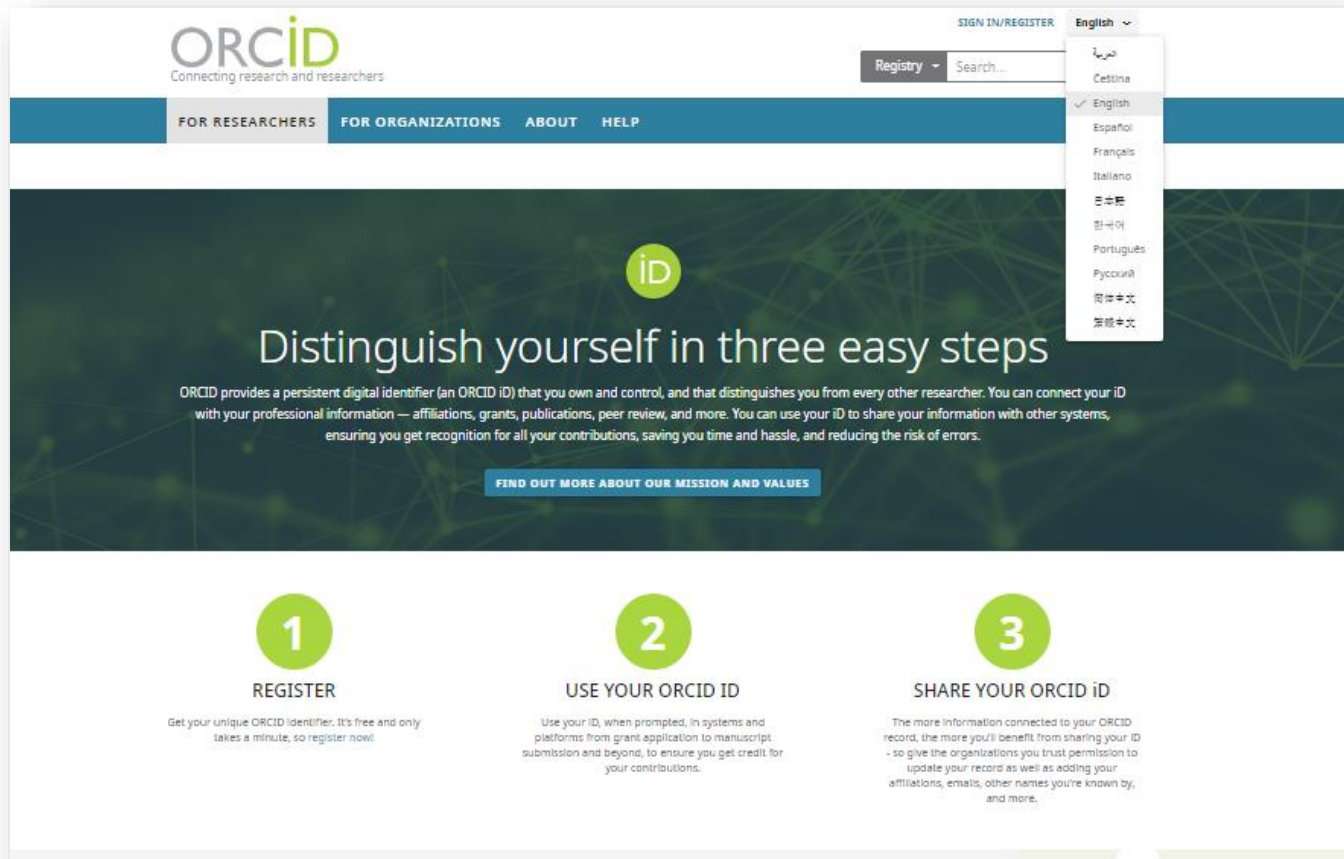 SIGN IN/REGISTER English
ORCID
Connecting research and researchers
Registry Search...
العربية
Čeština
English
Español
Français
Italiano
日本語
한국어
Português
Русский
简体中文
繁體中文
FOR RESEARCHERS FOR ORGANIZATIONS ABOUT HELP
iD
Distinguish yourself in three easy steps
ORCID provides a persistent digital identifier (an ORCID iD) that you own and control, and that distinguishes you from every other researcher. You can connect your iD
with your professional information — affiliations, grants, publications, peer review, and more. You can use your iD to share your information with other systems,
ensuring you get recognition for all your contributions, saving you time and hassle, and reducing the risk of errors.
FIND OUT MORE ABOUT OUR MISSION AND VALUES
1
REGISTER
Get your unique ORCID identifier. It's free and only
takes a minute, so register now!
2
USE YOUR ORCID ID
Use your iD, when prompted, in systems and
platforms from grant application to manuscript
submission and beyond, to ensure you get credit for
your contributions.
3
SHARE YOUR ORCID iD
The more information connected to your ORCID
record, the more you'll benefit from sharing your iD
- so give the organizations you trust permission to
update your record as well as adding your
affiliations, emails, other names you're known by,
and more.